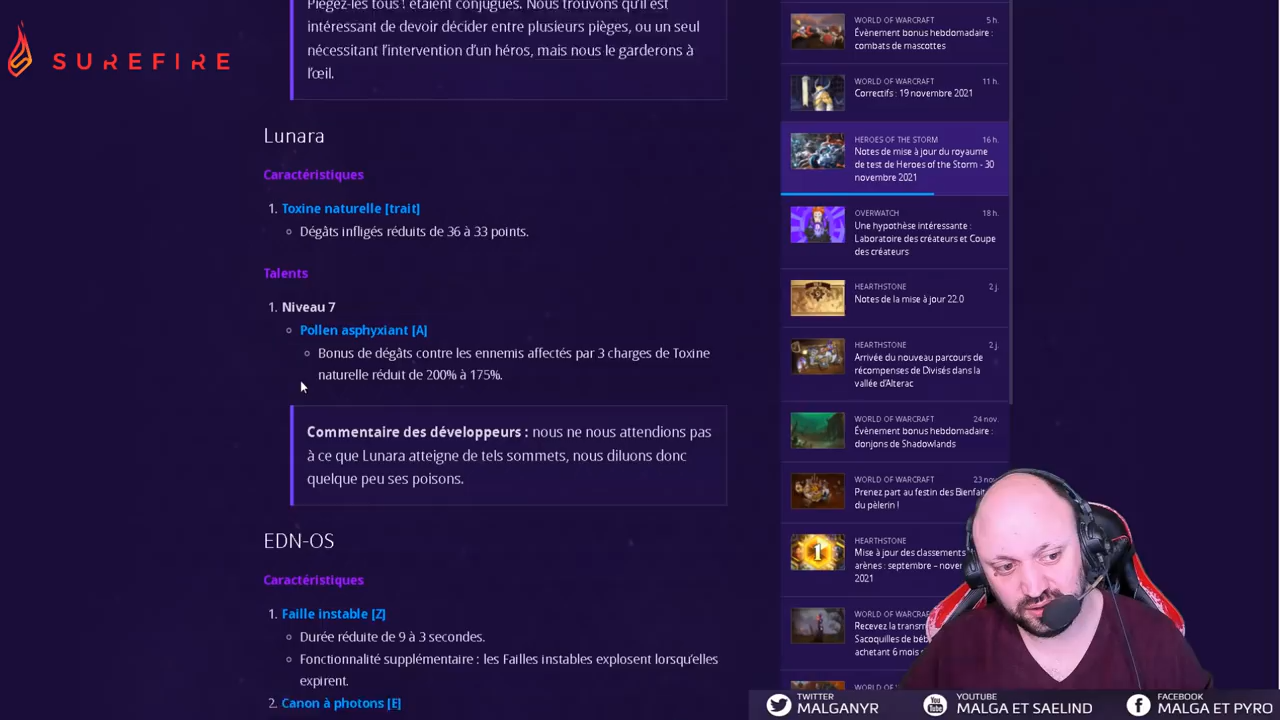 Piégez-les tous ! étaient conjugués. Nous trouvons qu'il est
intéressant de devoir décider entre plusieurs pièges, ou un seul
nécessitant l'intervention d'un héros, mais nous le garderons à
l'œil.
SUREFIRE
Lunara
Caractéristiques
1. Toxine naturelle [trait]
Dégâts infligés réduits de 36 à 33 points.
Talents
1. Niveau 7
Pollen asphyxiant [A]
Bonus de dégâts contre les ennemis affectés par 3 charges de Toxine
naturelle réduit de 200% à 175%.
Commentaire des développeurs : nous ne nous attendions pas
à ce que Lunara atteigne de tels sommets, nous diluons donc
quelque peu ses poisons.
EDN-OS
Caractéristiques
1. Faille instable [Z]
Durée réduite de 9 à 3 secondes.
Fonctionnalité supplémentaire : les Failles instables explosent lorsqu'elles
expirent.
2. Canon à photons [E]
WORLD OF WARCRAFT 5 h.
Évènement bonus hebdomadaire :
combats de mascottes
WORLD OF WARCRAFT 11 h.
Correctifs : 19 novembre 2021
HEROES OF THE STORM 16 h.
Notes de mise à jour du royaume
de test de Heroes of the Storm - 30
novembre 2021
OVERWATCH 18 h.
Une hypothèse intéressante :
Laboratoire des créateurs et Coupe
des créateurs
HEARTHSTONE 2 j.
Notes de la mise à jour 22.0
HEARTHSTONE 2 j.
Arrivée du nouveau parcours de
récompenses de Divisés dans la
vallée d'Alterac
WORLD OF WARCRAFT 24 nov.
Évènement bonus hebdomadaire :
donjons de Shadowlands
WORLD OF WARCRAFT 23 nov
Prenez part au festin des Bienfai
du pèlerin !
1
HEARTHSTONE
Mise à jour des classements
arènes : septembre – nover
2021
WORLD OF WARCRAF
Recevez la transm
Sacoquilles de bé
achetant 6 mois
WORLD OF
TWITTER
MALGANYR
You Tube
YOUTUBE
MALGA ET SAELIND
FACEBOOK
MALGA ET PYRO